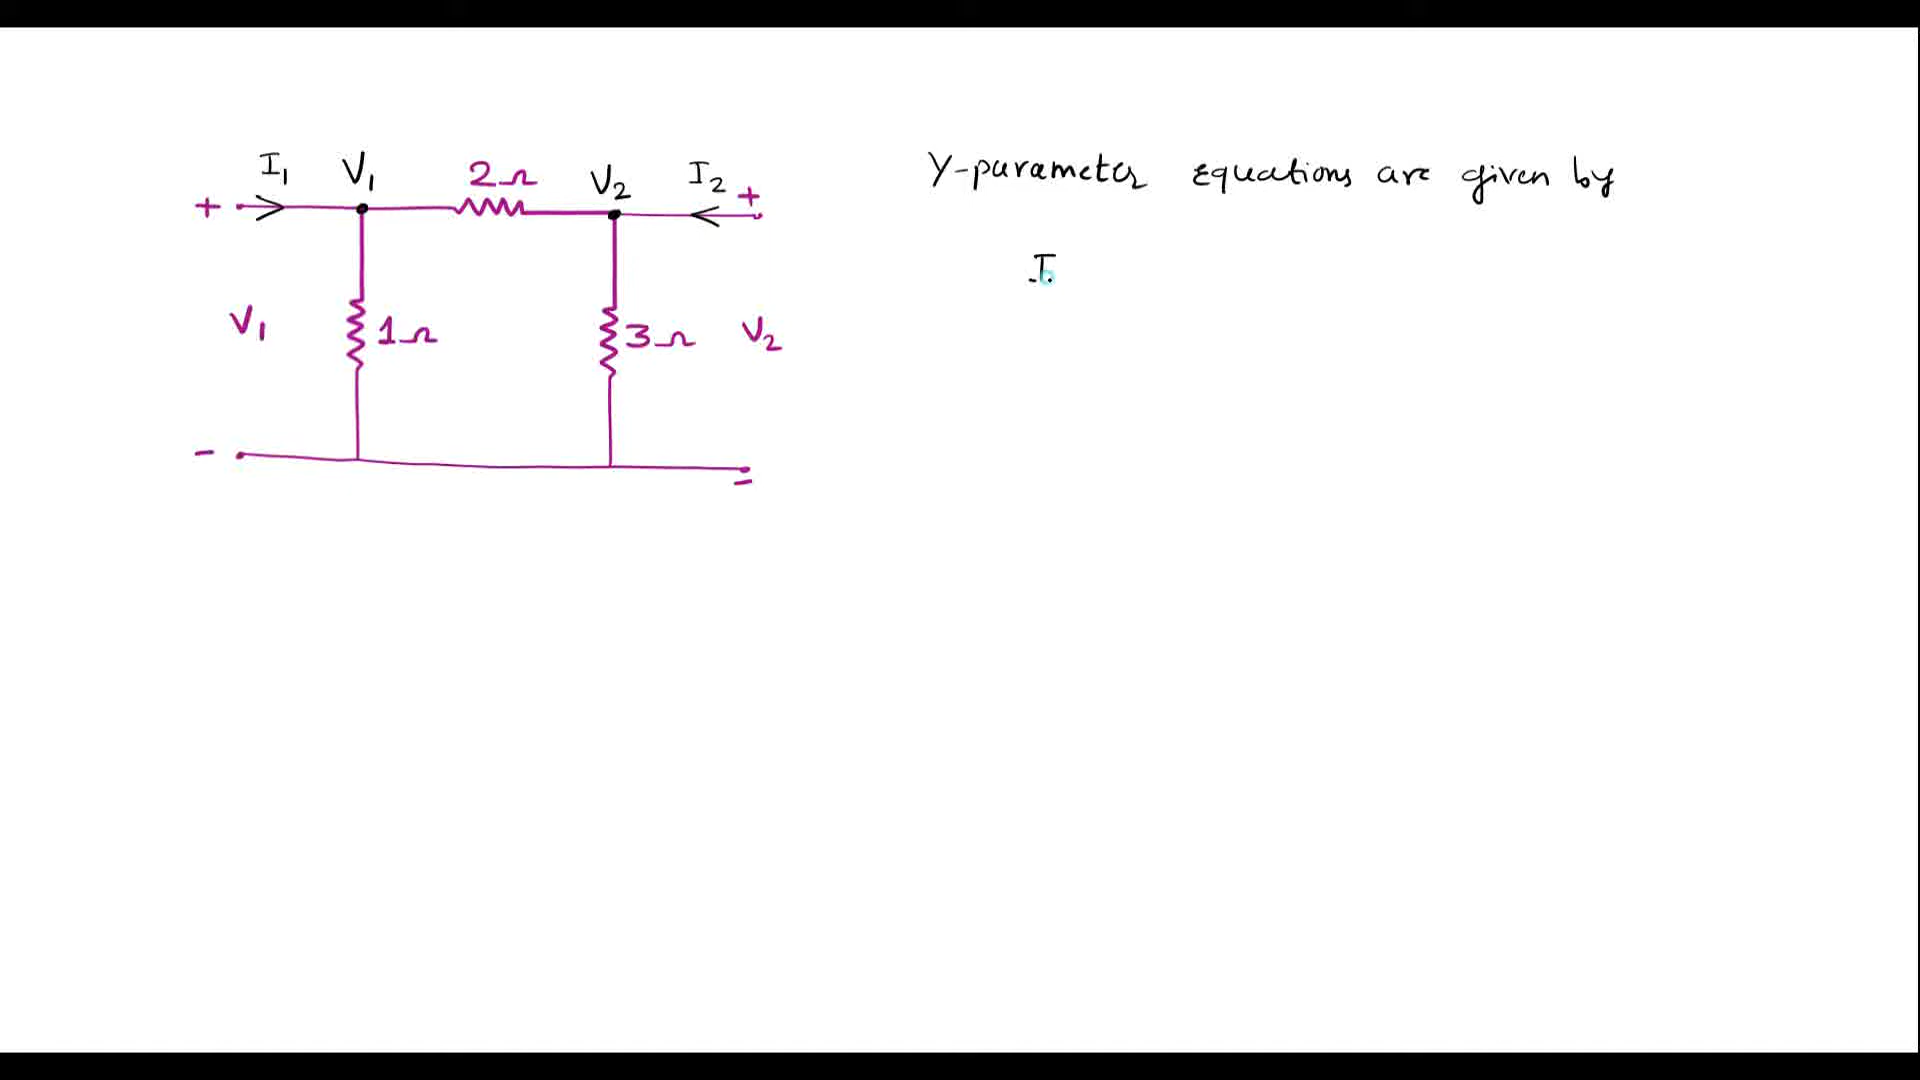 I₁ V₁ 2Ω V₂ I₂
+ +
V₁ 1Ω 3Ω V₂
- =
Y-parameter equations are given by
I